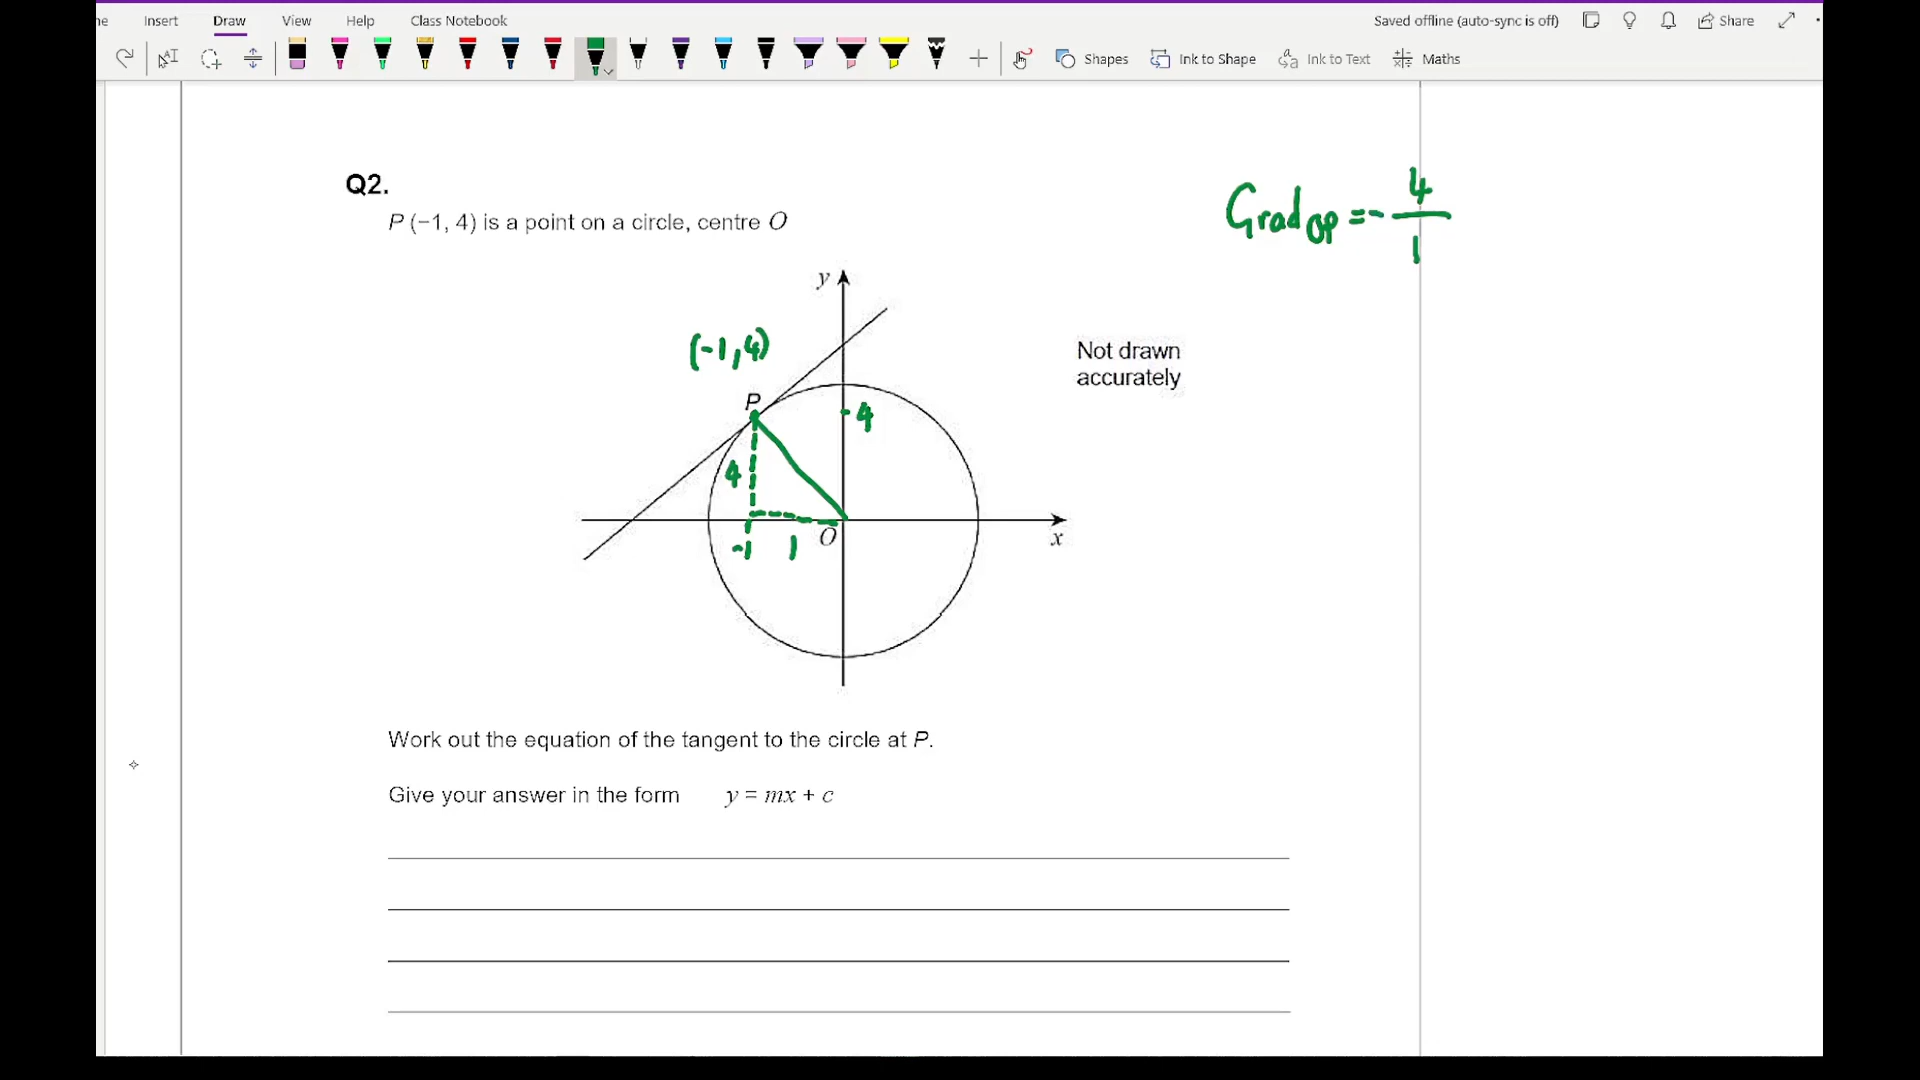 ne Insert Draw View Help Class Notebook Saved offline (auto-sync is off) Share
Shapes Ink to Shape Ink to Text Maths
Q2.
P (−1, 4) is a point on a circle, centre O
Grad OP = - 4/1
y
(-1, 4)
Not drawn
accurately
P
- 4
4
-1 1 O x
Work out the equation of the tangent to the circle at P.
Give your answer in the form y = mx + c